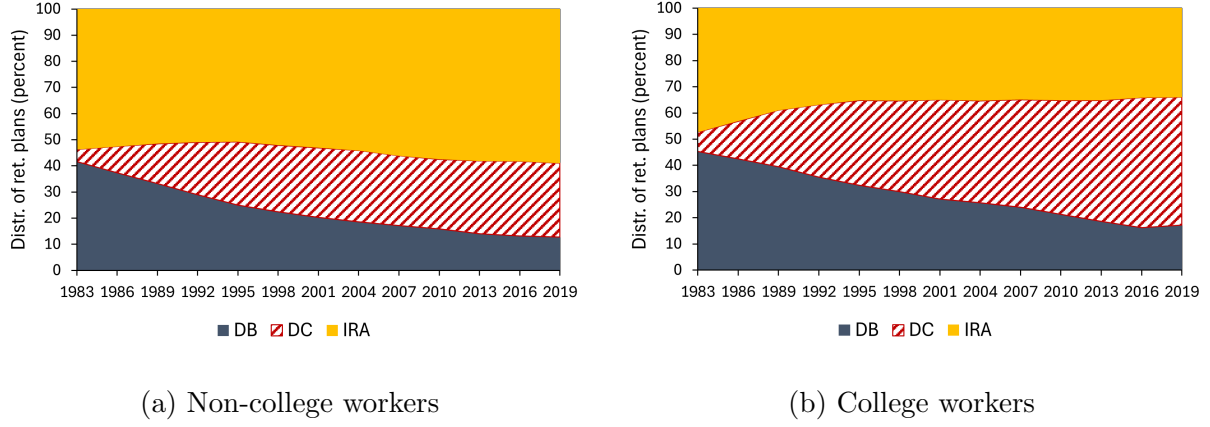 Distr. of ret. plans (percent)
100
90
80
70
60
50
40
30
20
10
0
1983 1986 1989 1992 1995 1998 2001 2004 2007 2010 2013 2016 2019
DB DC IRA
(a) Non-college workers
Distr. of ret. plans (percent)
100
90
80
70
60
50
40
30
20
10
0
1983 1986 1989 1992 1995 1998 2001 2004 2007 2010 2013 2016 2019
DB DC IRA
(b) College workers